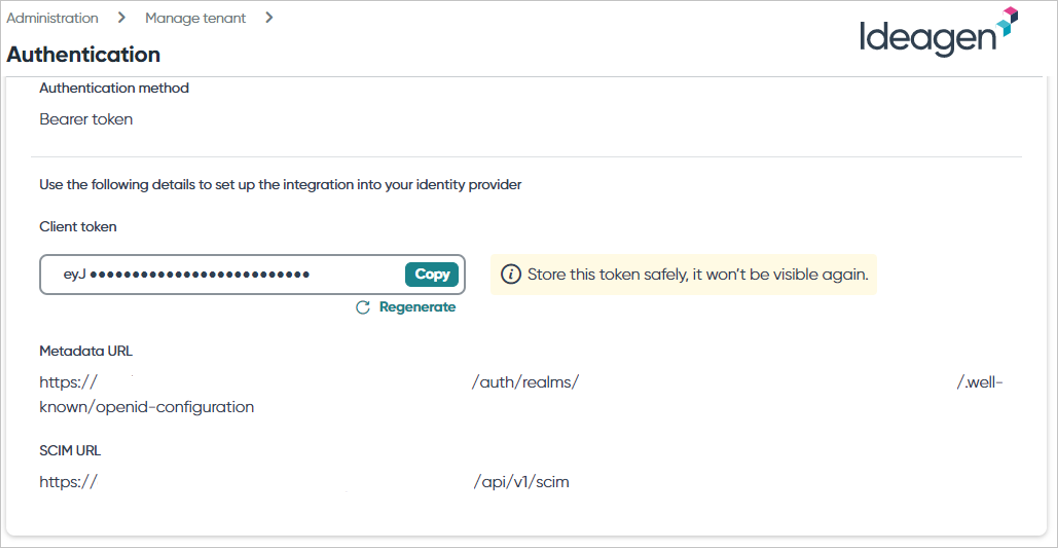 Administration > Manage tenant >
Ideagen
Authentication
Authentication method
Bearer token
Use the following details to set up the integration into your identity provider
Client token
eyJ ••••••••••••••••••••••••••
Copy
Store this token safely, it won't be visible again.
Regenerate
Metadata URL
https:// /auth/realms/ /.well-
known/openid-configuration
SCIM URL
https:// /api/v1/scim